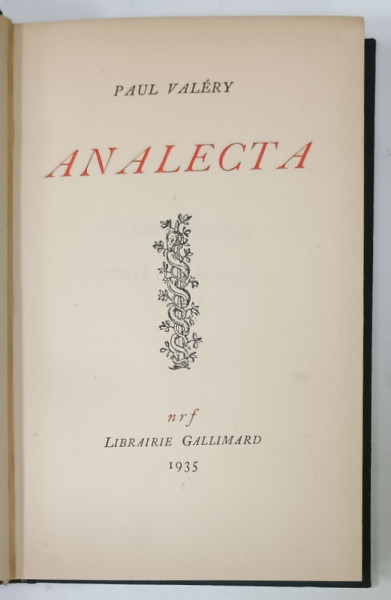 PAUL VALÉRY
ANALECTA
nrf
LIBRAIRIE GALLIMARD
1935